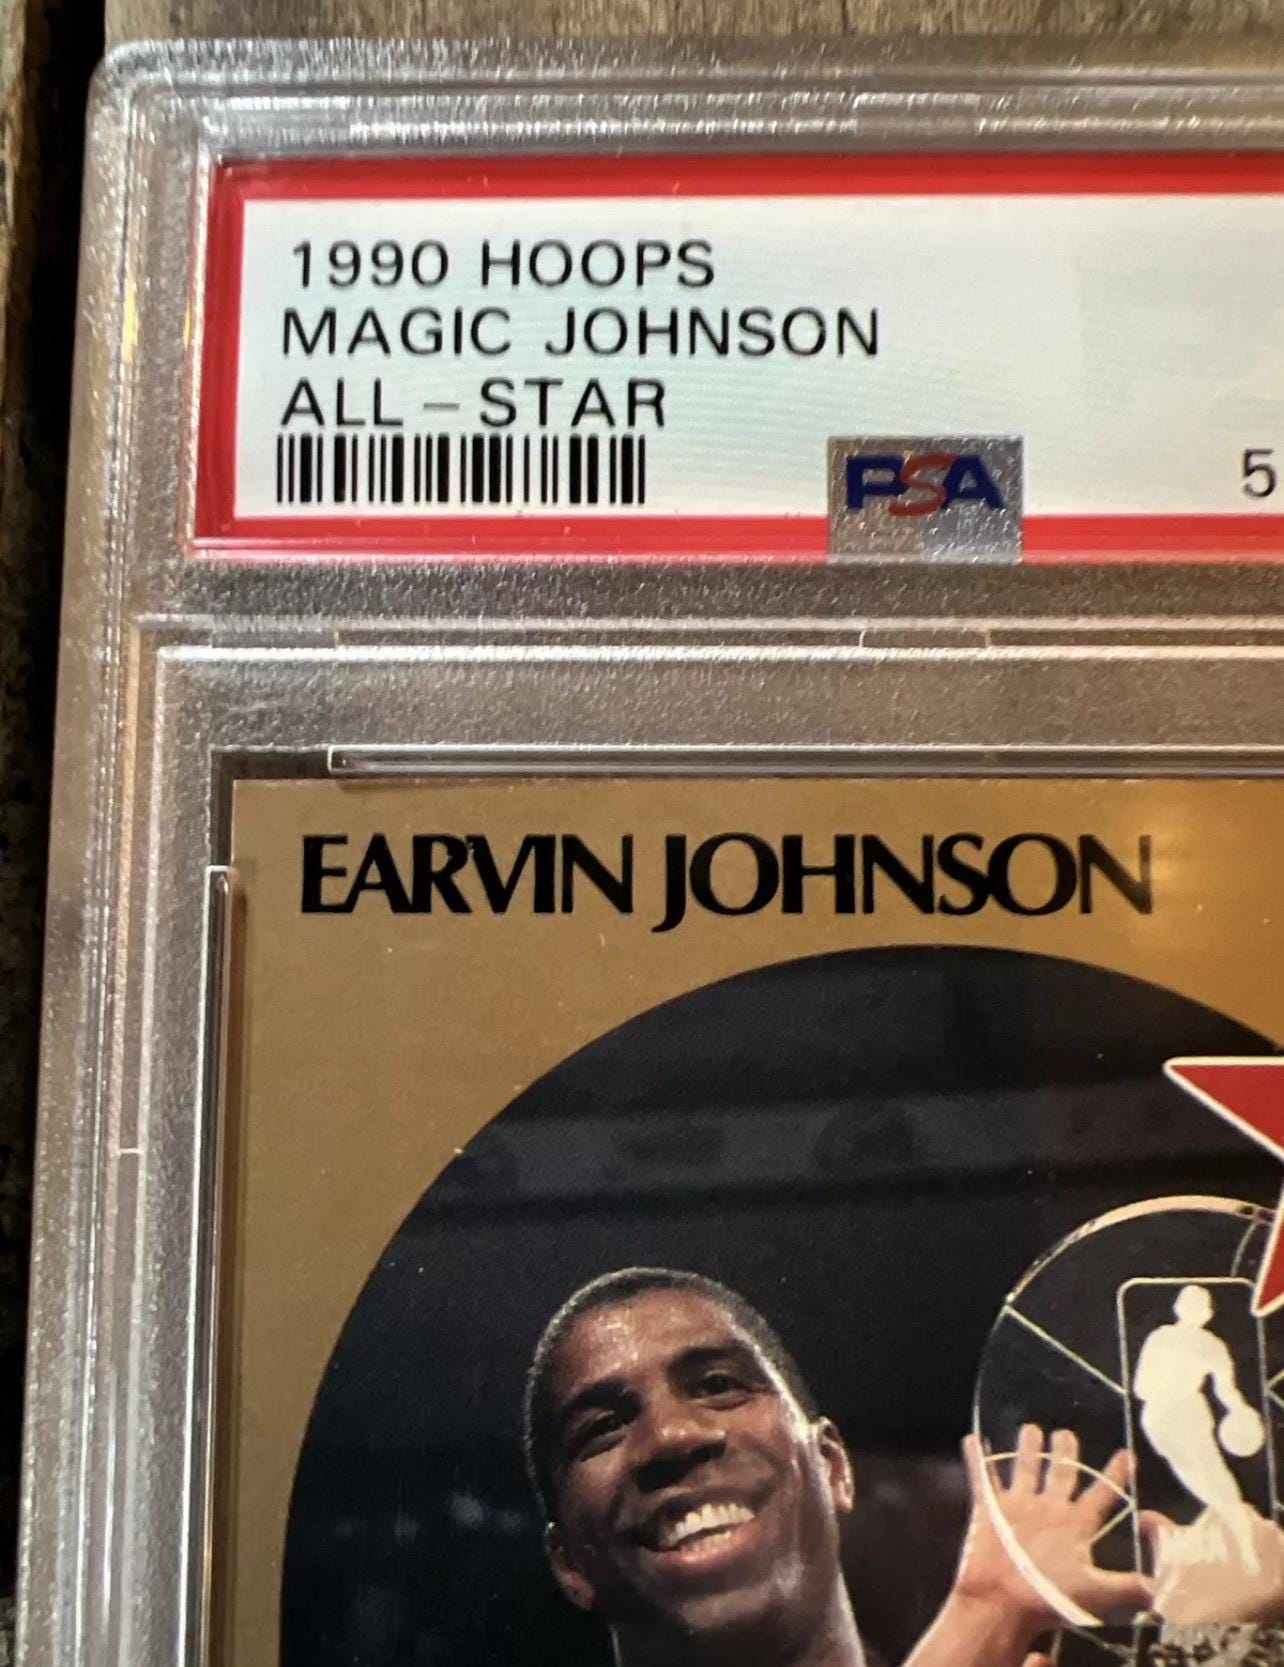 1990 HOOPS
MAGIC JOHNSON
ALL-STAR
PSA
5
EARVIN JOHNSON